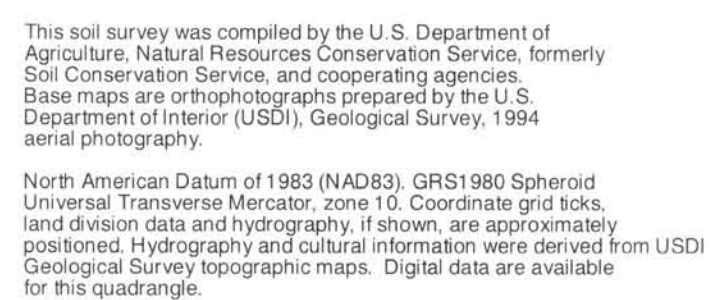 This soil survey was compiled by the U.S. Department of
Agriculture, Natural Resources Conservation Service, formerly
Soil Conservation Service, and cooperating agencies.
Base maps are orthophotographs prepared by the U.S.
Department of Interior (USDI), Geological Survey, 1994
aerial photography.
North American Datum of 1983 (NAD83). GRS1980 Spheroid
Universal Transverse Mercator, zone 10. Coordinate grid ticks,
land division data and hydrography, if shown, are approximately
positioned. Hydrography and cultural information were derived from USDI
Geological Survey topographic maps. Digital data are available
for this quadrangle.